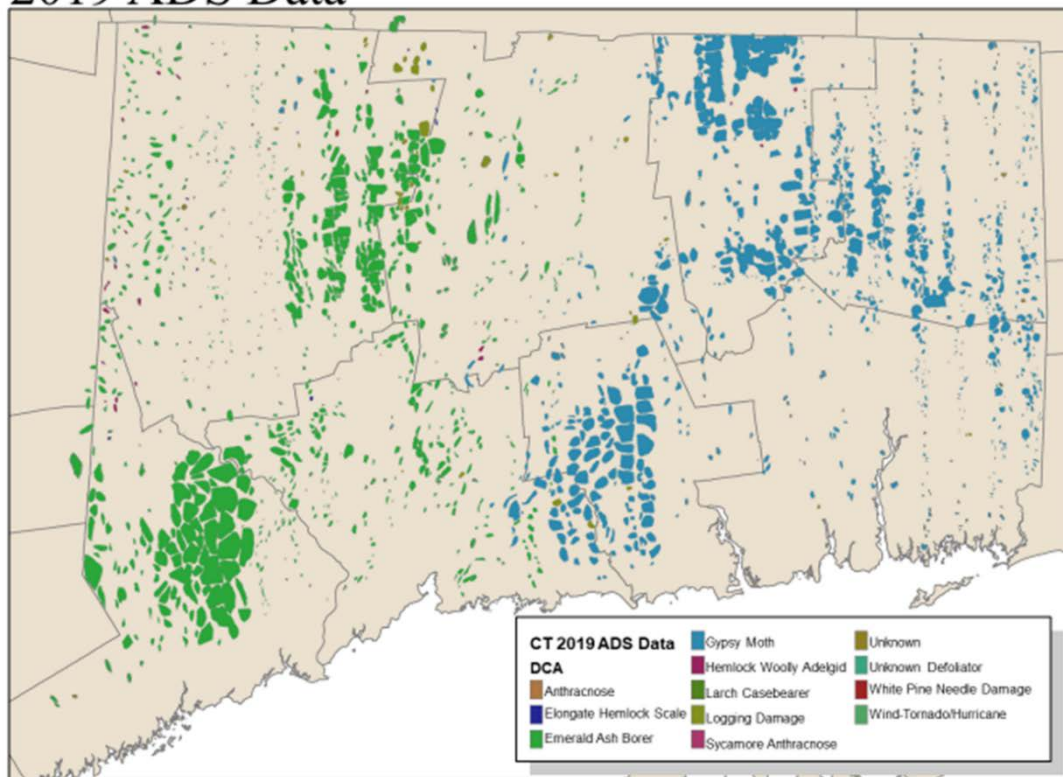 2019 ADS Data
CT 2019 ADS Data
DCA
Anthracnose
Elongate Hemlock Scale
Emerald Ash Borer
Gypsy Moth
Hemlock Woolly Adelgid
Larch Casebearer
Logging Damage
Sycamore Anthracnose
Unknown
Unknown Defoliator
White Pine Needle Damage
Wind-Tornado/Hurricane